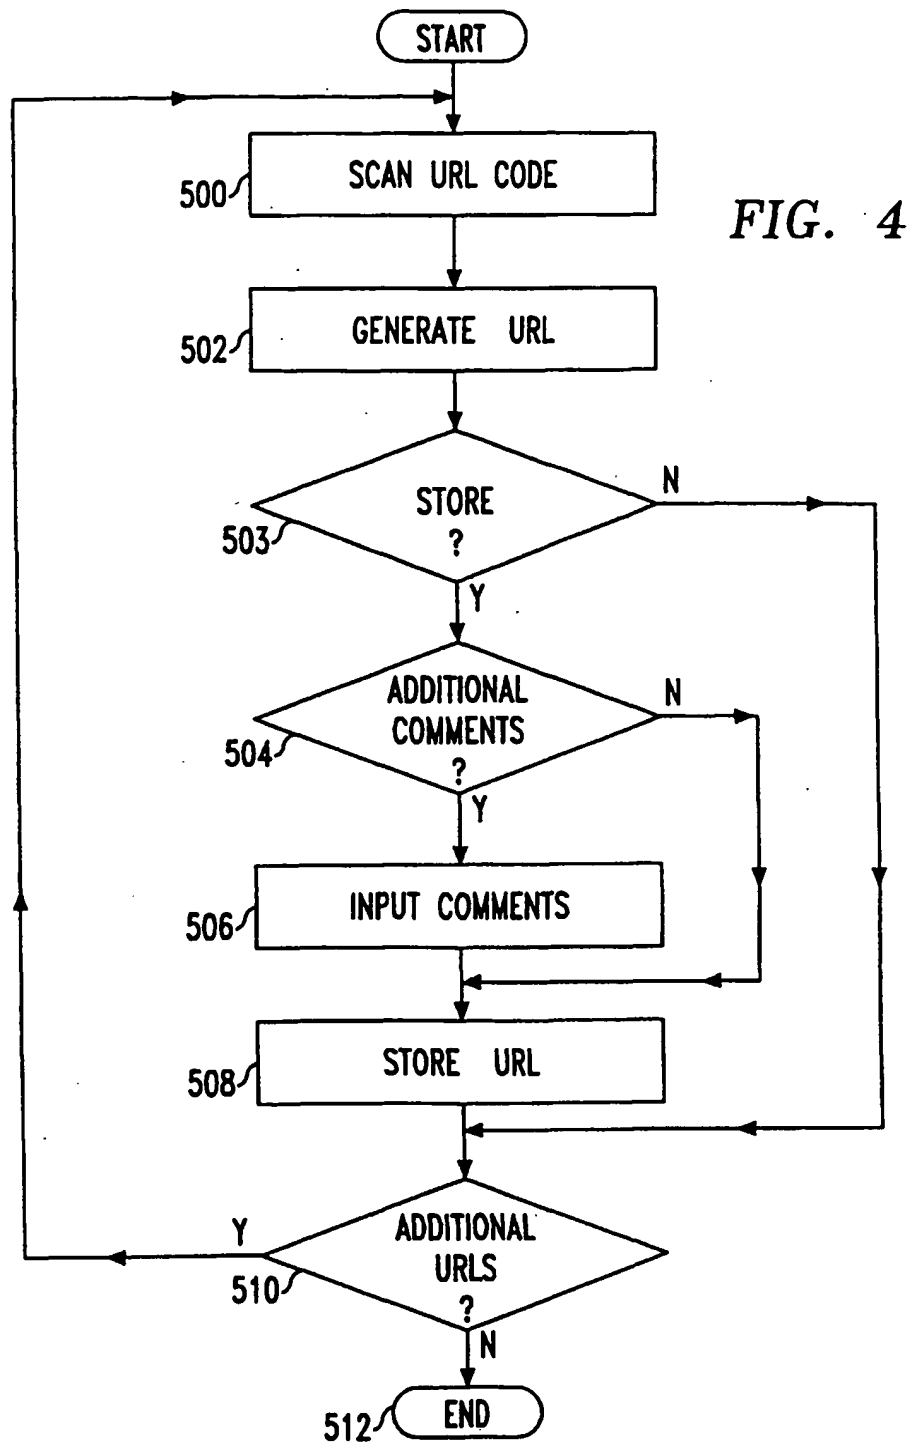 START
SCAN URL CODE
500
FIG. 4
GENERATE URL
502
STORE
?
503
N
Y
ADDITIONAL
COMMENTS
?
504
N
Y
INPUT COMMENTS
506
STORE URL
508
ADDITIONAL
URLS
?
510
Y
N
END
512